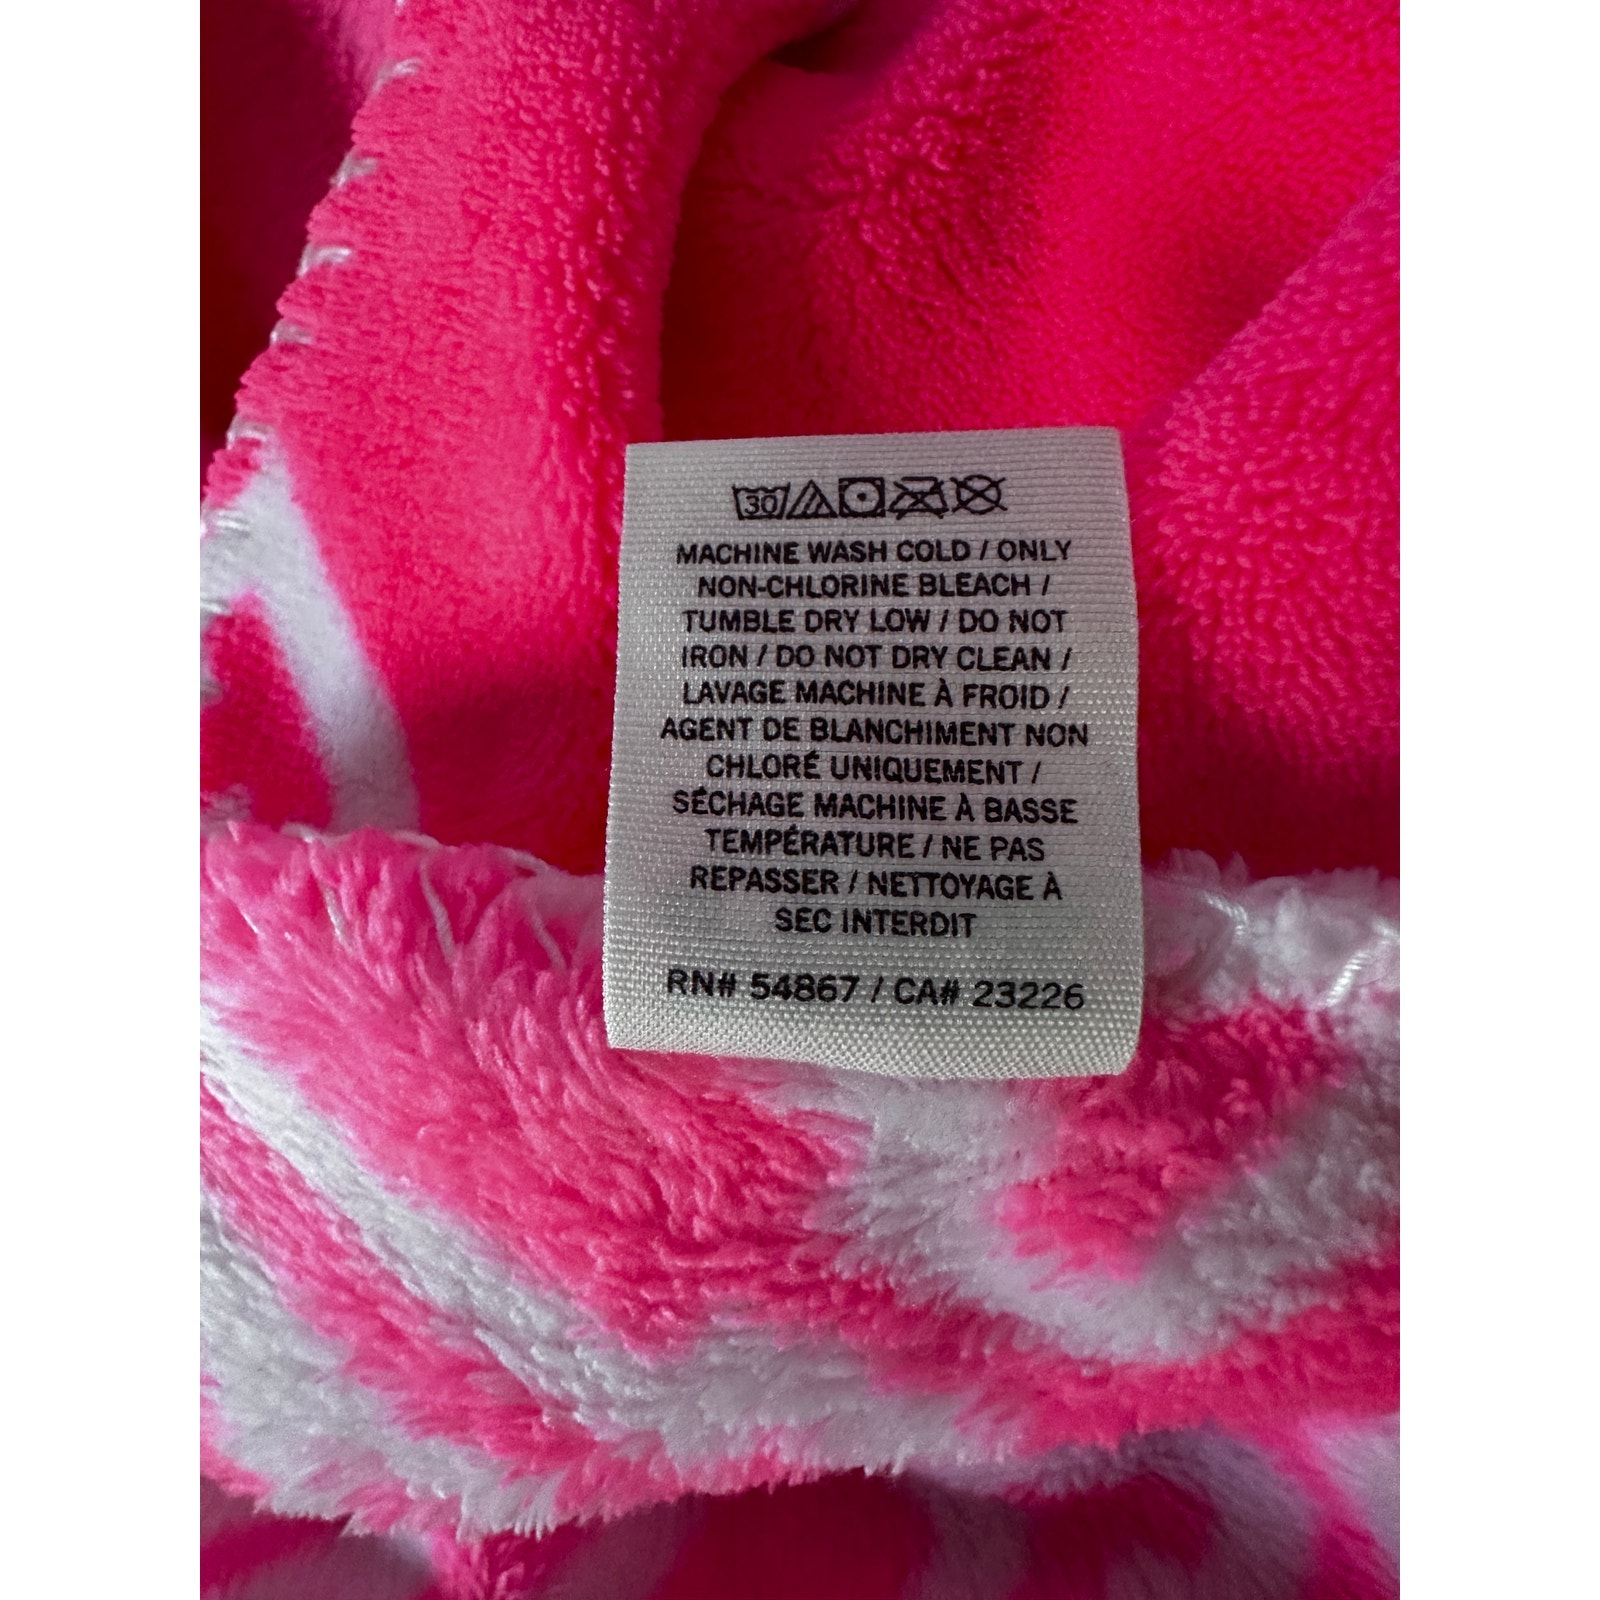 30
MACHINE WASH COLD / ONLY
NON-CHLORINE BLEACH /
TUMBLE DRY LOW / DO NOT
IRON / DO NOT DRY CLEAN /
LAVAGE MACHINE À FROID /
AGENT DE BLANCHIMENT NON
CHLORÉ UNIQUEMENT /
SÉCHAGE MACHINE À BASSE
TEMPÉRATURE / NE PAS
REPASSER / NETTOYAGE À
SEC INTERDIT
RN# 54867 / CA# 23226